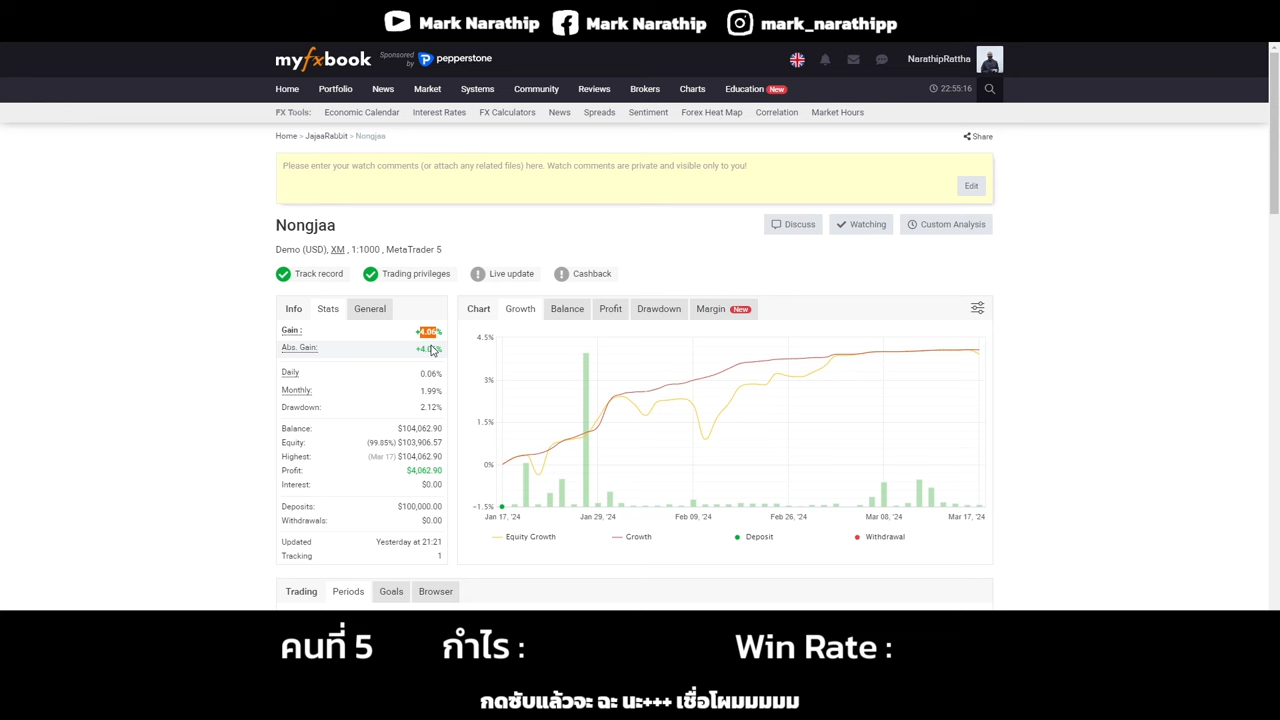 Mark Narathip Mark Narathip mark_narathipp
myfxbook Sponsored by pepperstone NarathipRattha
Home Portfolio News Market Systems Community Reviews Brokers Charts Education New 22:55:16
FX Tools: Economic Calendar Interest Rates FX Calculators News Spreads Sentiment Forex Heat Map Correlation Market Hours
Home > JajaaRabbit > Nongjaa Share
Please enter your watch comments (or attach any related files) here. Watch comments are private and visible only to you!
Edit
Nongjaa Discuss Watching Custom Analysis
Demo (USD), XM , 1:1000 , MetaTrader 5
Track record Trading privileges Live update Cashback
Info Stats General
Gain : +4.06%
Abs. Gain:
Daily 0.06%
Monthly: 1.99%
Drawdown: 2.12%
Balance: $104,062.90
Equity: (99.85%) $103,906.57
Highest: (Mar 17) $104,062.90
Profit: $4,062.90
Interest: $0.00
Deposits: $100,000.00
Withdrawals: $0.00
Updated Yesterday at 21:21
Tracking 1
Chart Growth Balance Profit Drawdown Margin New
4.5%
3%
1.5%
0%
-1.5%
Jan 17, '24 Jan 29, '24 Feb 09, '24 Feb 26, '24 Mar 08, '24 Mar 17, '24
Equity Growth Growth Deposit Withdrawal
Trading Periods Goals Browser
คนที่ 5 กำไร : Win Rate :
กดซับแล้วจะ ฉะ นะ+++ เชื่อโผมมมมม